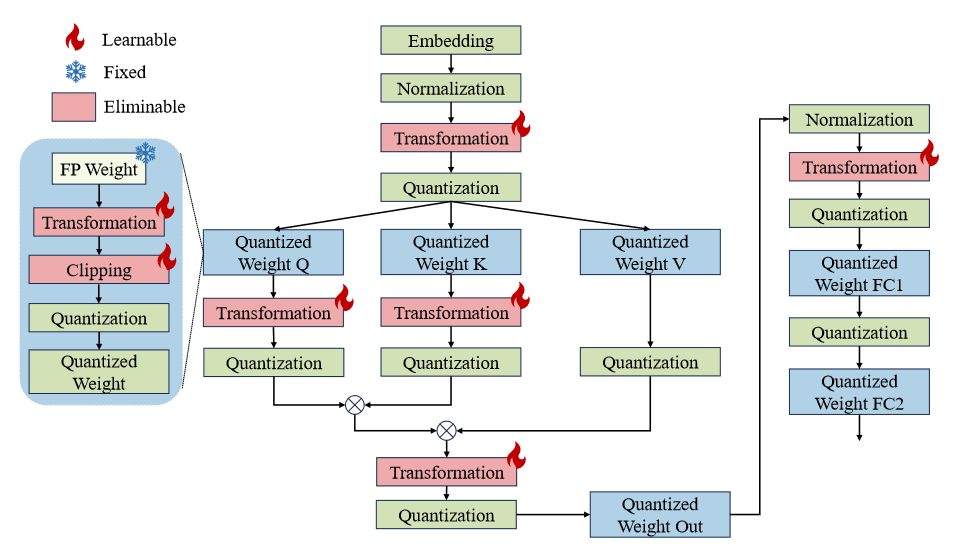 Learnable
Fixed
Eliminable
FP Weight
Transformation
Clipping
Quantization
Quantized
Weight
Embedding
Normalization
Transformation
Quantization
Quantized
Weight Q
Quantized
Weight K
Quantized
Weight V
Transformation
Transformation
Quantization
Quantization
Quantization
Transformation
Quantization
Quantized
Weight Out
Normalization
Transformation
Quantization
Quantized
Weight FC1
Quantization
Quantized
Weight FC2